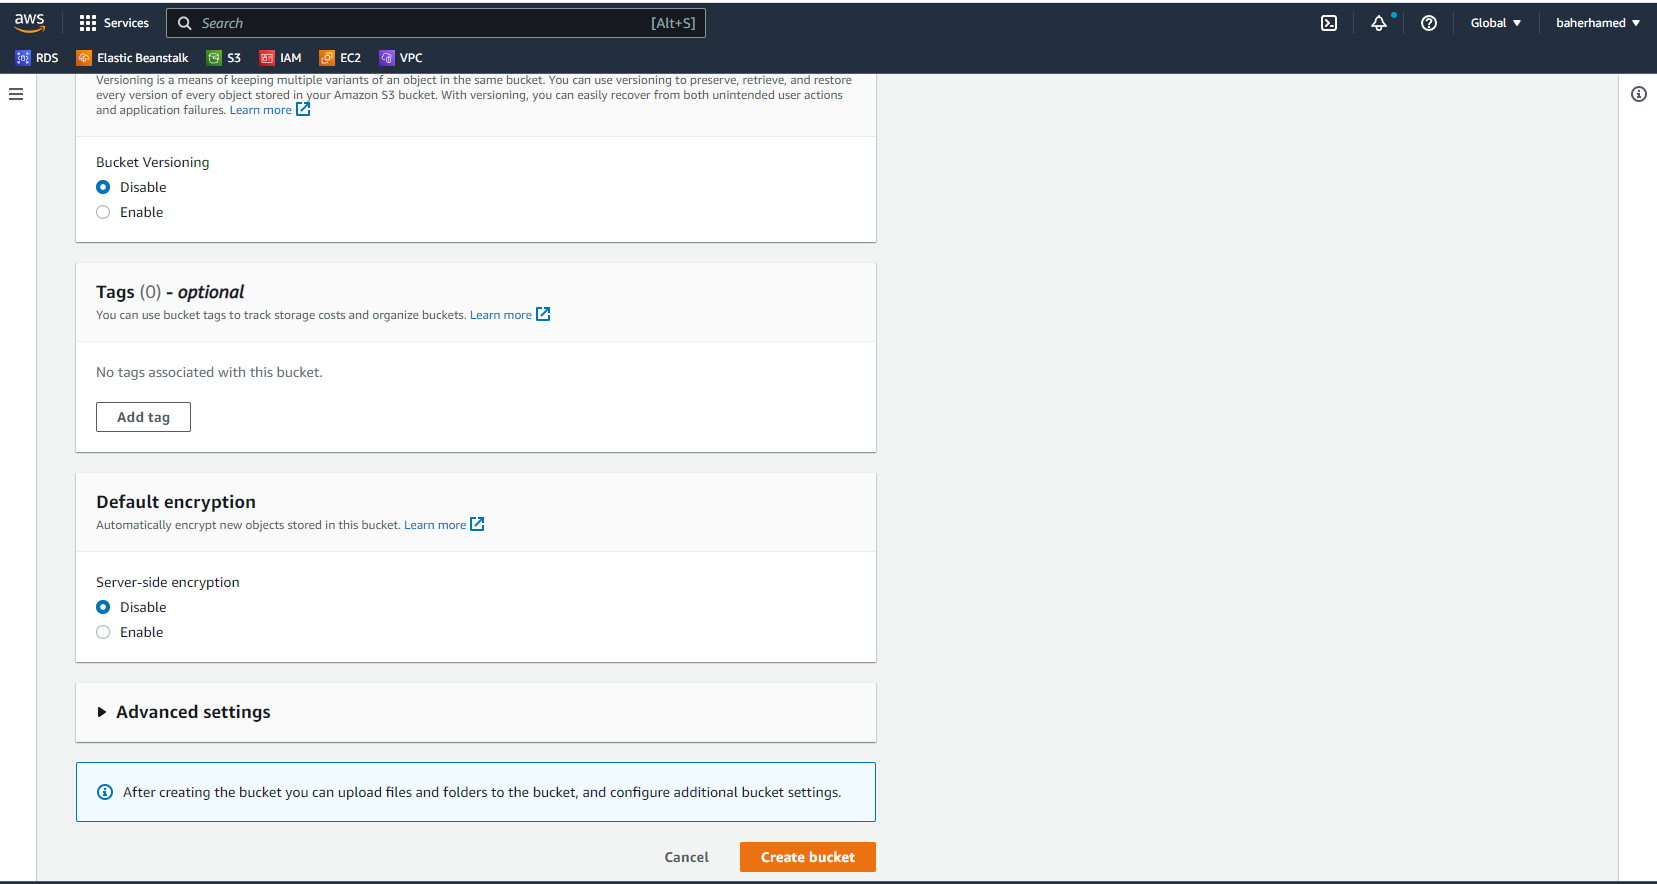 aws Services Search [Alt+S] Global baherhamed
RDS Elastic Beanstalk S3 IAM EC2 VPC
Versioning is a means of keeping multiple variants of an object in the same bucket. You can use versioning to preserve, retrieve, and restore
every version of every object stored in your Amazon S3 bucket. With versioning, you can easily recover from both unintended user actions
and application failures. Learn more
Bucket Versioning
Disable
Enable
Tags (0) - optional
You can use bucket tags to track storage costs and organize buckets. Learn more
No tags associated with this bucket.
Add tag
Default encryption
Automatically encrypt new objects stored in this bucket. Learn more
Server-side encryption
Disable
Enable
Advanced settings
After creating the bucket you can upload files and folders to the bucket, and configure additional bucket settings.
Cancel Create bucket